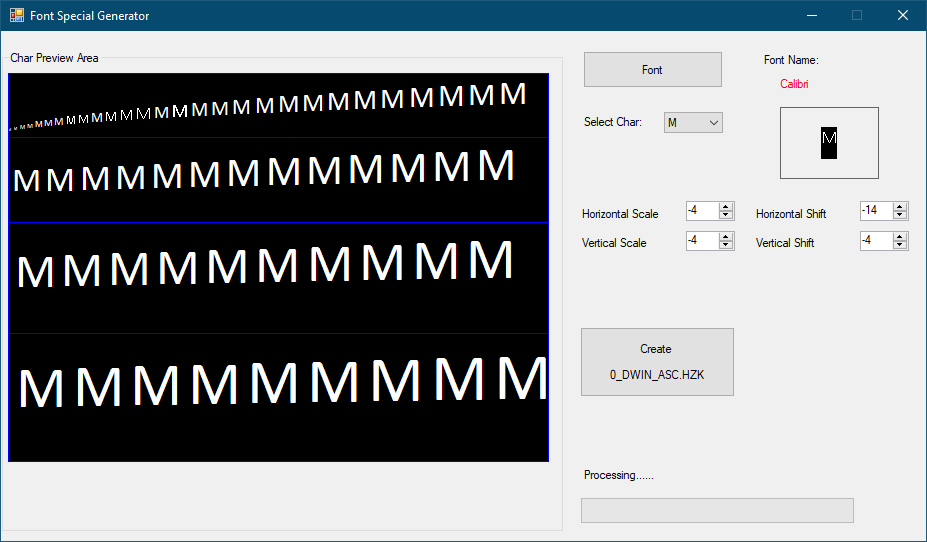 Font Special Generator
Char Preview Area
M M M M M M M M M M M M M M M M M M M M M M M M M M M M
M M M M M M M M M M M M M
M M M M M M M M M M
M M M M M M M M M
Font
Font Name:
Calibri
Select Char:
M
M
Horizontal Scale
-4
Horizontal Shift
-14
Vertical Scale
-4
Vertical Shift
-4
Create
0_DWIN_ASC.HZK
Processing......